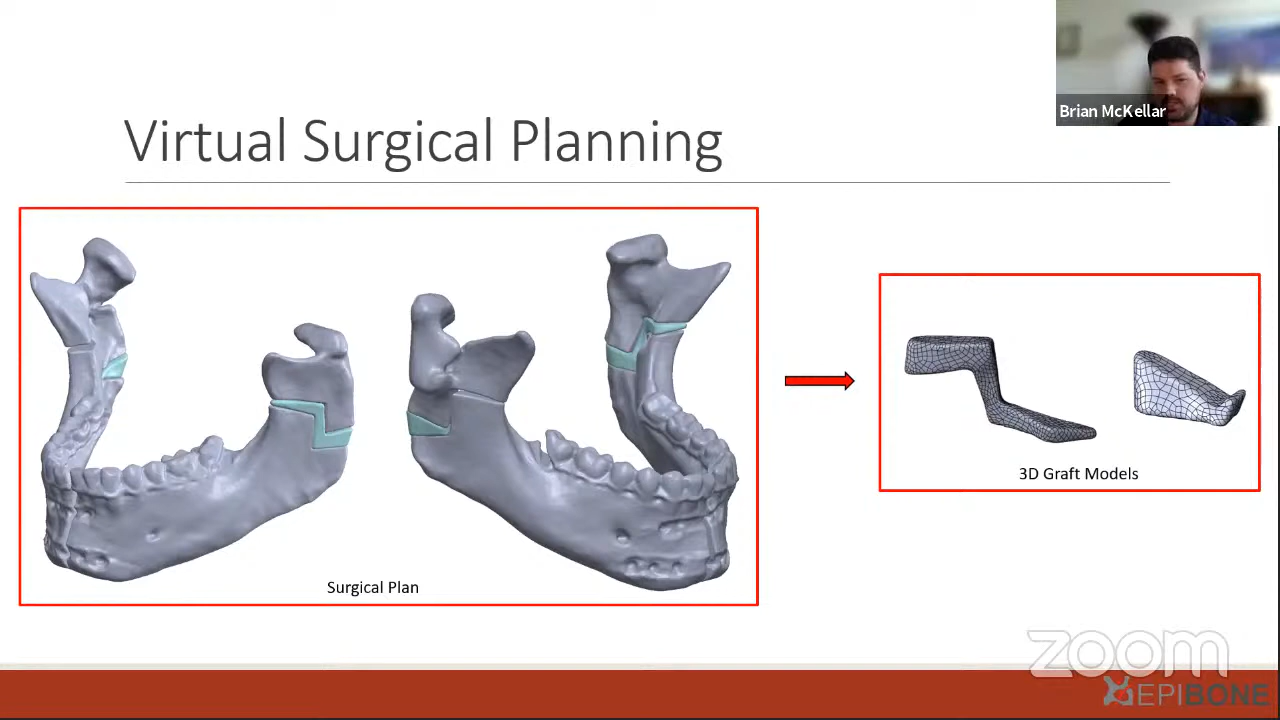 Brian McKellar
Virtual Surgical Planning
Surgical Plan
3D Graft Models
zoom
EPIBONE